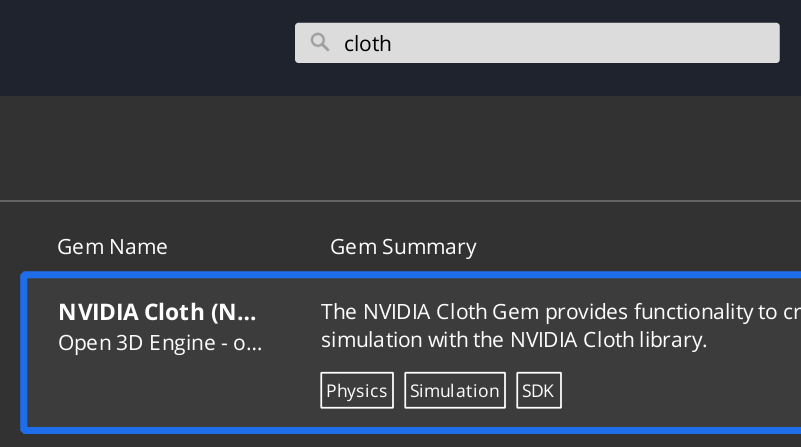 cloth
Gem Name Gem Summary
NVIDIA Cloth (N...
Open 3D Engine - o...
The NVIDIA Cloth Gem provides functionality to cr
simulation with the NVIDIA Cloth library.
Physics Simulation SDK